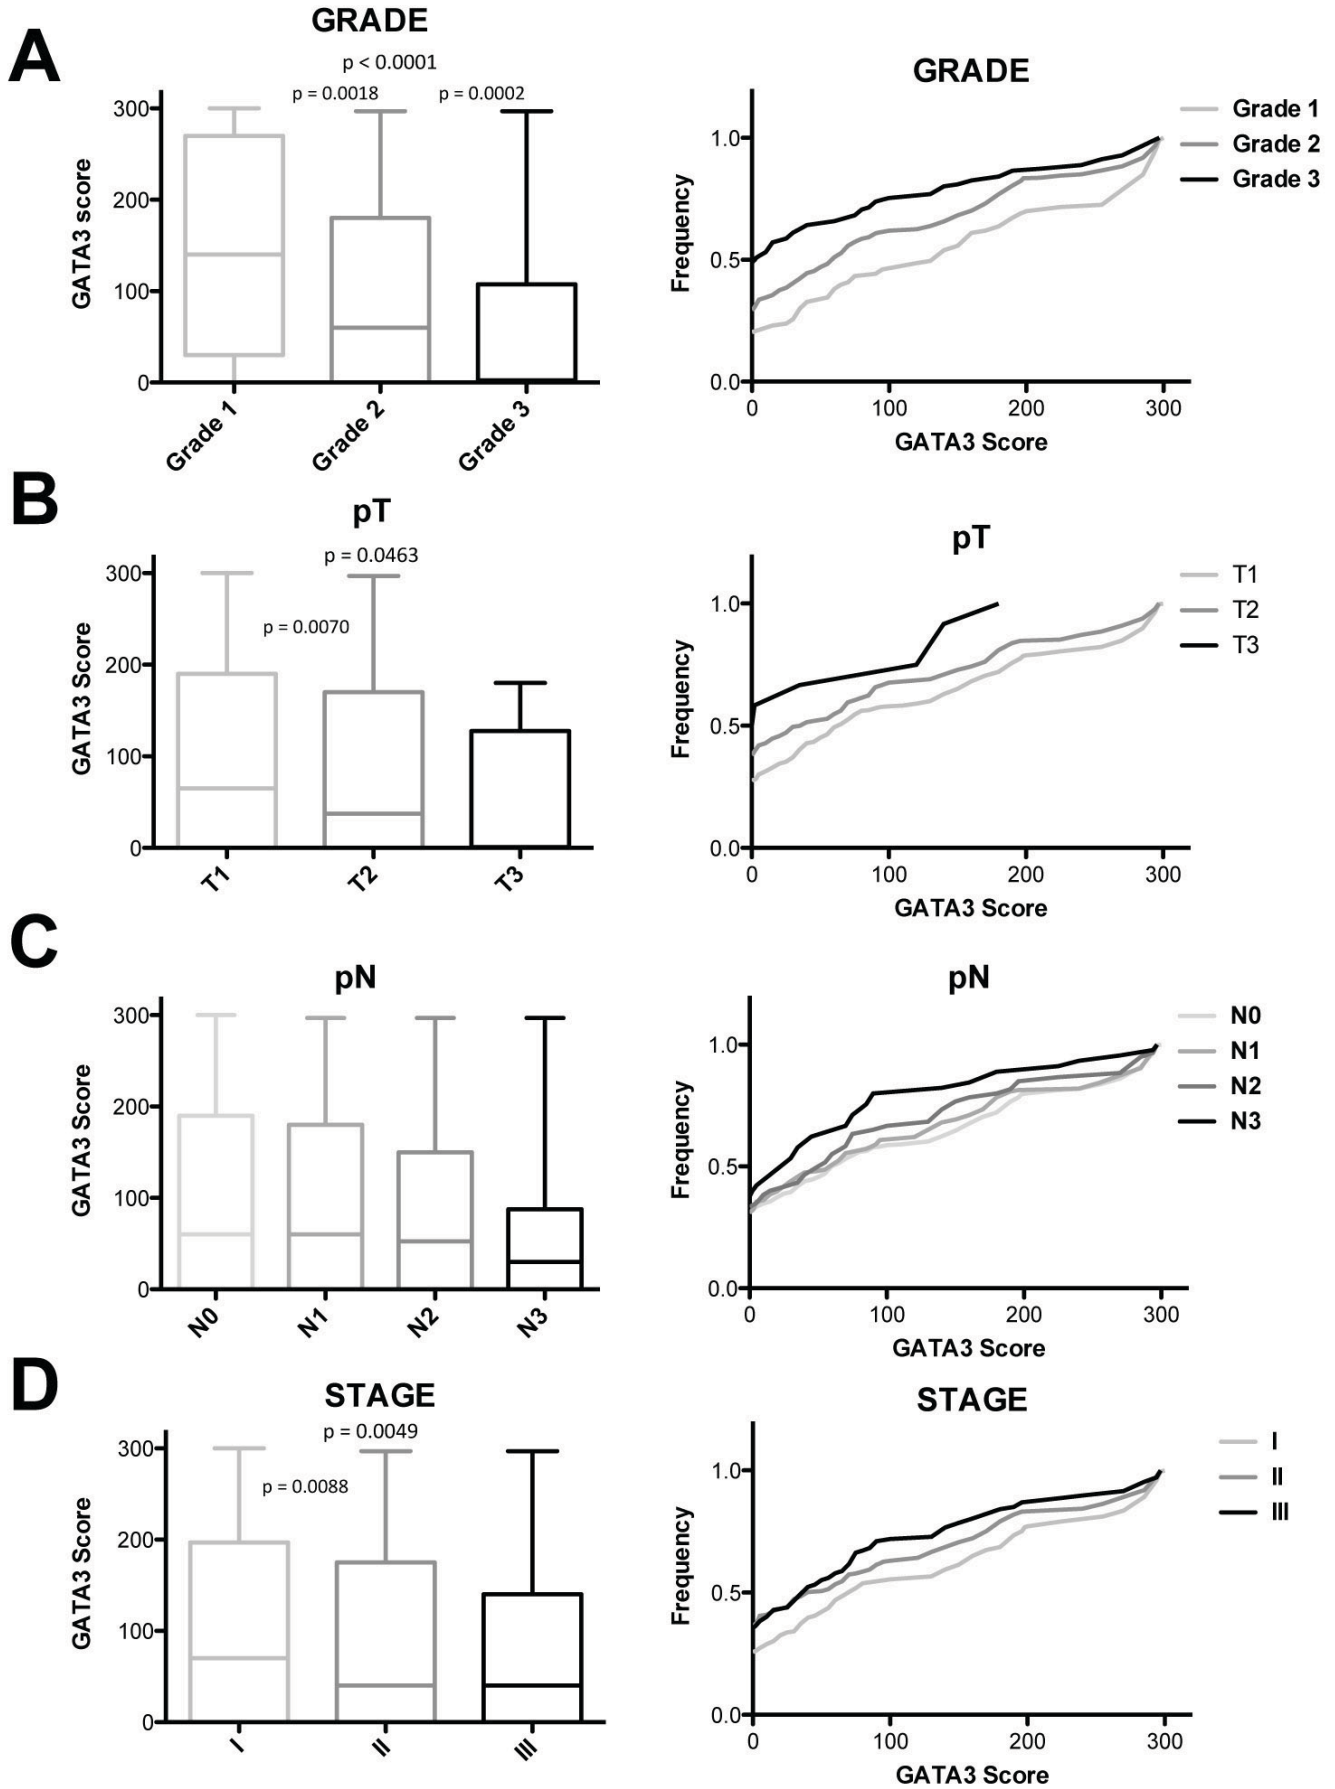 A
GRADE
p < 0.0001
p = 0.0018
p = 0.0002
GATA3 score
300
200
100
0
Grade 1
Grade 2
Grade 3
GRADE
Frequency
1.0
0.5
0.0
0
100
200
300
GATA3 Score
Grade 1
Grade 2
Grade 3
B
pT
p = 0.0463
p = 0.0070
GATA3 Score
300
200
100
0
T1
T2
T3
pT
Frequency
1.0
0.5
0.0
0
100
200
300
GATA3 Score
T1
T2
T3
C
pN
GATA3 Score
300
200
100
0
N0
N1
N2
N3
pN
Frequency
1.0
0.5
0.0
0
100
200
300
GATA3 Score
N0
N1
N2
N3
D
STAGE
p = 0.0049
p = 0.0088
GATA3 Score
300
200
100
0
I
II
III
STAGE
Frequency
1.0
0.5
0.0
0
100
200
300
GATA3 Score
I
II
III